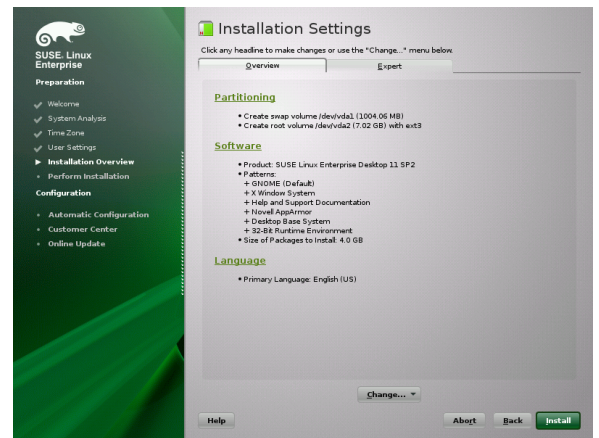 SUSE. Linux
Enterprise
Preparation
Welcome
System Analysis
Time Zone
User Settings
Installation Overview
Perform Installation
Configuration
Automatic Configuration
Customer Center
Online Update
Installation Settings
Click any headline to make changes or use the "Change..." menu below.
Overview
Expert
Partitioning
• Create swap volume /dev/vda1 (1004.06 MB)
• Create root volume /dev/vda2 (7.02 GB) with ext3
Software
• Product: SUSE Linux Enterprise Desktop 11 SP2
• Patterns:
+ GNOME (Default)
+ X Window System
+ Help and Support Documentation
+ Novell AppArmor
+ Desktop Base System
+ 32-Bit Runtime Environment
• Size of Packages to Install: 4.0 GB
Language
• Primary Language: English (US)
Change...
Help
Abort
Back
Install